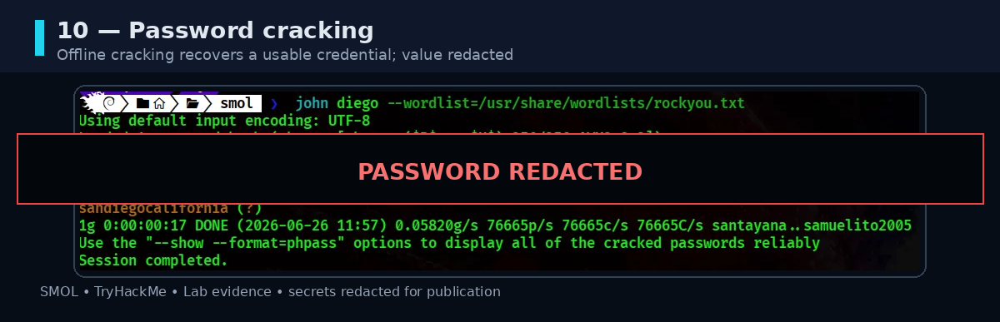 10 — Password cracking
Offline cracking recovers a usable credential; value redacted
smol ❯ john diego --wordlist=/usr/share/wordlists/rockyou.txt
Using default input encoding: UTF-8
PASSWORD REDACTED
sandiegocalifornia (?)
1g 0:00:00:17 DONE (2026-06-26 11:57) 0.05820g/s 76665p/s 76665c/s 76665C/s santayana..samuelito2005
Use the "--show --format=phpass" options to display all of the cracked passwords reliably
Session completed.
SMOL • TryHackMe • Lab evidence • secrets redacted for publication